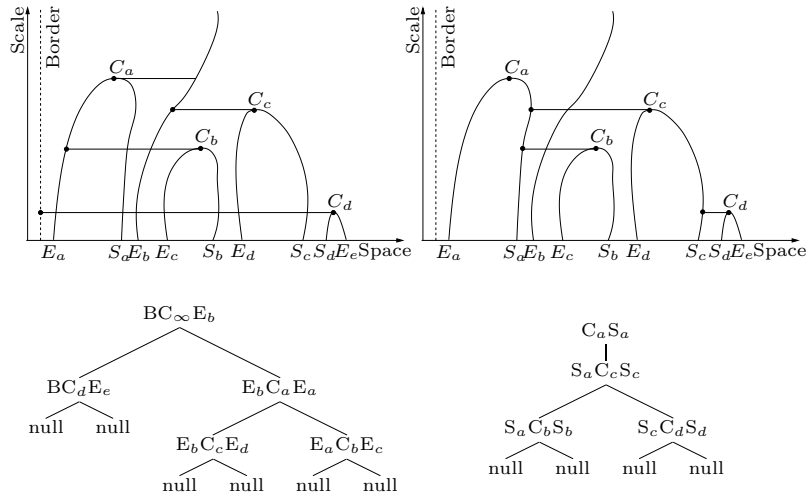 Scale Border Scale Border
C_a C_a
C_c C_c
C_b C_b
C_d C_d
E_a S_a E_b E_c S_b E_d S_c S_d E_e Space E_a S_a E_b E_c S_b E_d S_c S_d E_e Space
BC_∞E_b
C_aS_a
S_aC_cS_c
BC_dE_e E_bC_aE_a
null null S_aC_bS_b S_cC_dS_d
E_bC_cE_d E_aC_bE_c
null null null null
null null null null